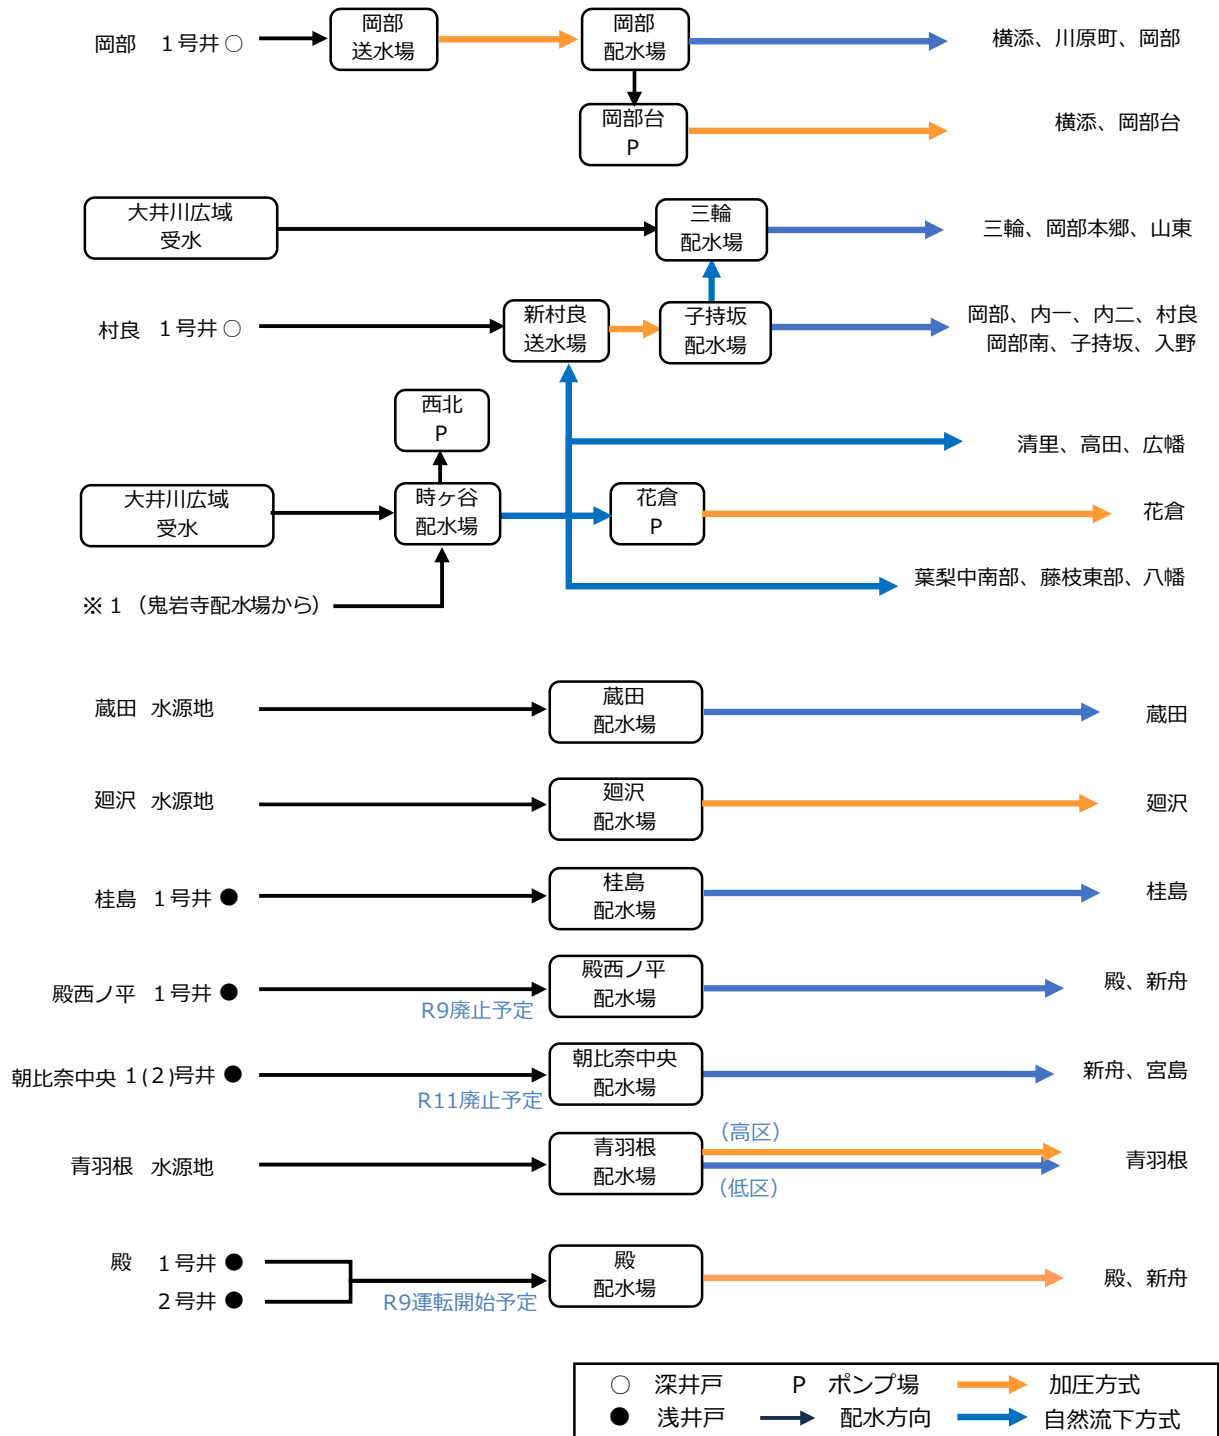 岡部 1号井 ○
岡部
送水場
岡部
配水場
横添、川原町、岡部
岡部台
P
横添、岡部台
大井川広域
受水
三輪
配水場
三輪、岡部本郷、山東
村良 1号井 ○
新村良
送水場
子持坂
配水場
岡部、内一、内二、村良
岡部南、子持坂、入野
西北
P
清里、高田、広幡
大井川広域
受水
時ヶ谷
配水場
花倉
P
花倉
葉梨中南部、藤枝東部、八幡
※1（鬼岩寺配水場から）
蔵田 水源地
蔵田
配水場
蔵田
廻沢 水源地
廻沢
配水場
廻沢
桂島 1号井 ●
桂島
配水場
桂島
殿西ノ平 1号井 ●
R9廃止予定
殿西ノ平
配水場
殿、新舟
朝比奈中央 1(2)号井 ●
R11廃止予定
朝比奈中央
配水場
新舟、宮島
青羽根 水源地
青羽根
配水場
（高区）
（低区）
青羽根
殿 1号井 ●
2号井 ●
R9運転開始予定
殿
配水場
殿、新舟
○ 深井戸 P ポンプ場 加圧方式
● 浅井戸 配水方向 自然流下方式